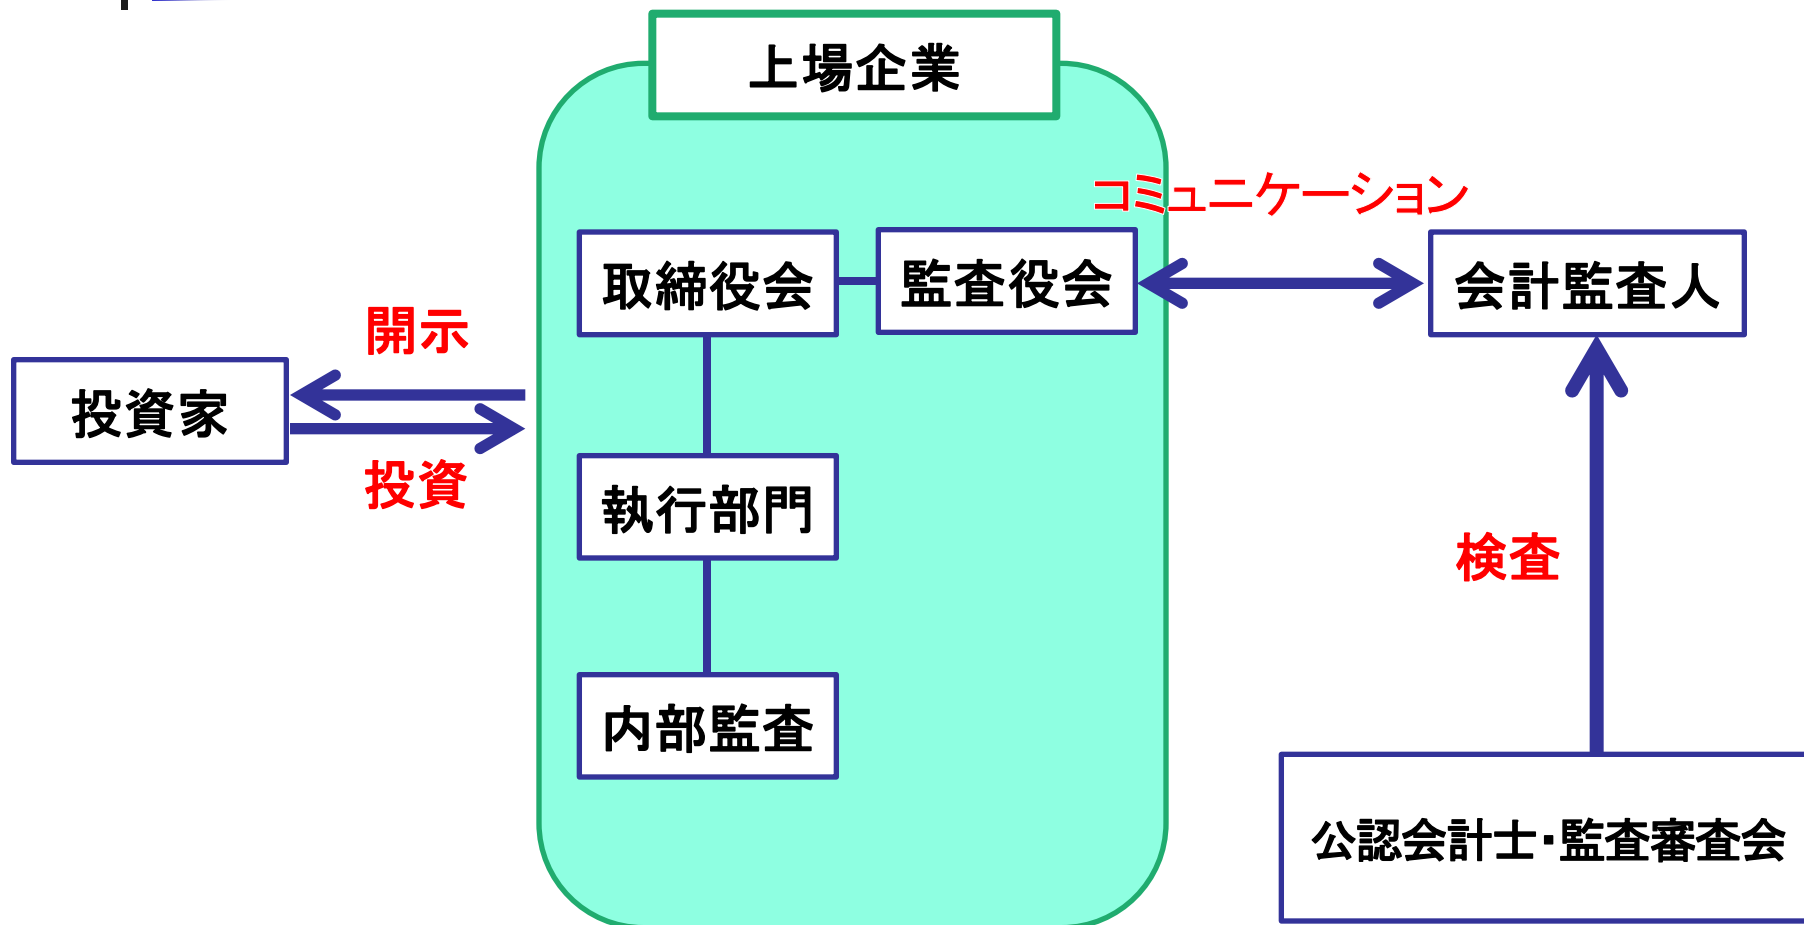 上場企業
コミュニケーション
取締役会
監査役会
会計監査人
開示
投資家
投資
執行部門
検査
内部監査
公認会計士・監査審査会